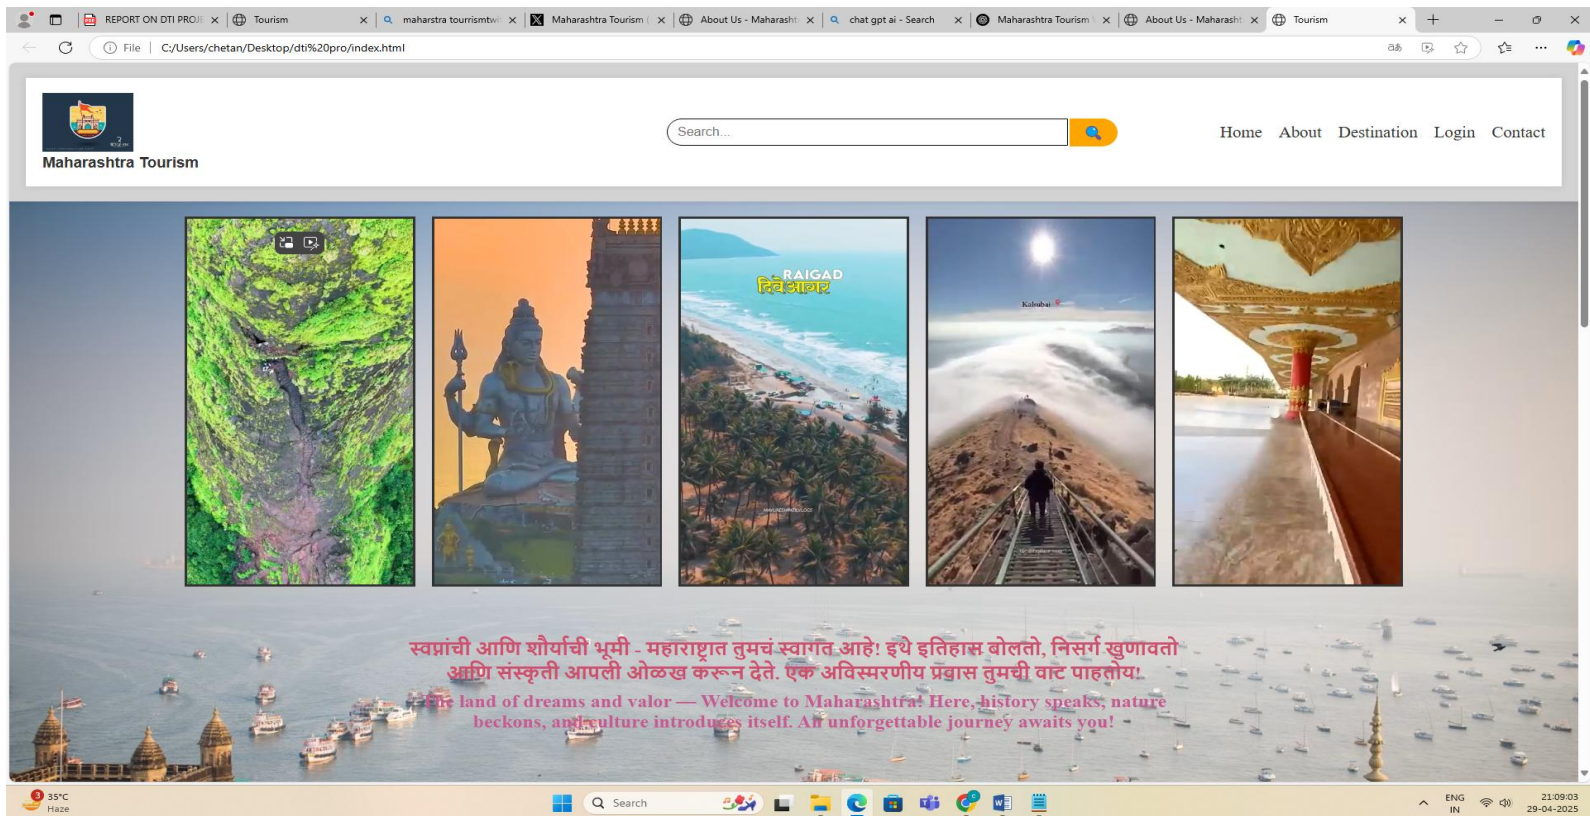 REPORT ON DTI PROJE
Tourism
maharstra tourrismtwi
Maharashtra Tourism (
About Us - Maharasht
chat gpt ai - Search
Maharashtra Tourism
About Us - Maharasht
Tourism
File
C:/Users/chetan/Desktop/dti%20pro/index.html
Maharashtra Tourism
Search...
Home About Destination Login Contact
RAIGAD
दिवेआगर
Kalsubai
स्वप्नांची आणि शौर्याची भूमी - महाराष्ट्रात तुमचं स्वागत आहे! इथे इतिहास बोलतो, निसर्ग खुणावतो
आणि संस्कृती आपली ओळख करून देते. एक अविस्मरणीय प्रवास तुमची वाट पाहतोय!
The land of dreams and valor — Welcome to Maharashtra! Here, history speaks, nature
beckons, and culture introduces itself. An unforgettable journey awaits you!
3
35°C
Haze
Search
ENG
IN
21:09:03
29-04-2025